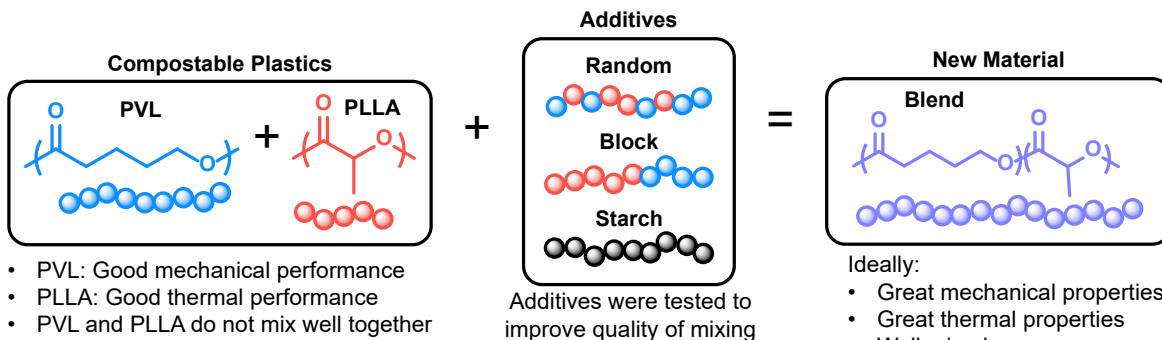 Additives
Compostable Plastics
New Material
PVL
PLLA
Random
Block
Starch
Blend
O
O
O
O
+
+
=
O
O
O
O
• PVL: Good mechanical performance
• PLLA: Good thermal performance
• PVL and PLLA do not mix well together
Additives were tested to
improve quality of mixing
Ideally:
• Great mechanical properties
• Great thermal properties